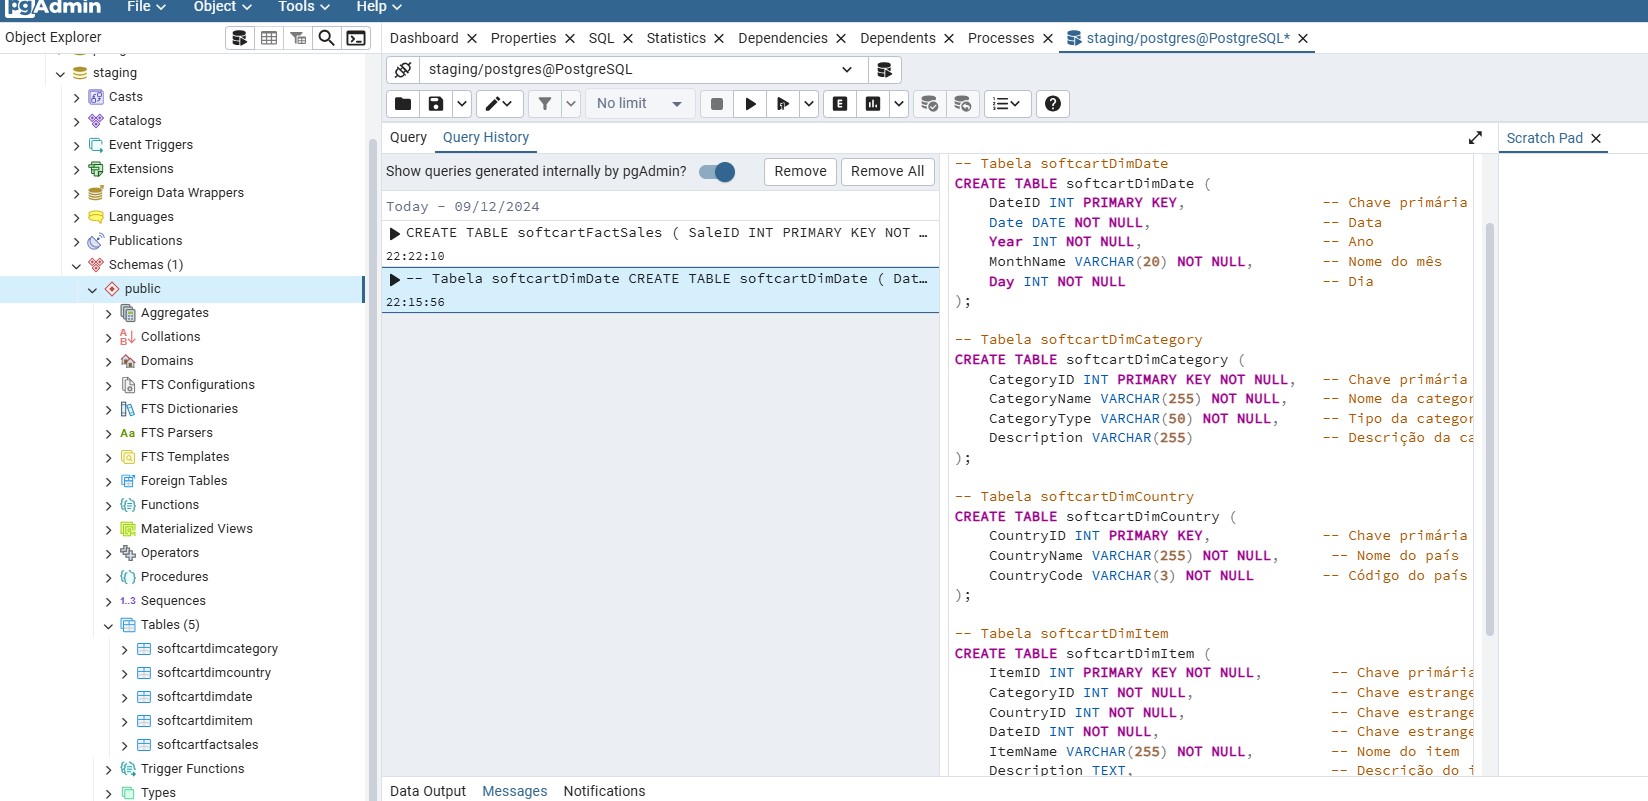 pgAdmin File Object Tools Help
Object Explorer
staging
Casts
Catalogs
Event Triggers
Extensions
Foreign Data Wrappers
Languages
Publications
Schemas (1)
public
Aggregates
Collations
Domains
FTS Configurations
FTS Dictionaries
FTS Parsers
FTS Templates
Foreign Tables
Functions
Materialized Views
Operators
Procedures
1..3 Sequences
Tables (5)
softcartdimcategory
softcartdimcountry
softcartdimdate
softcartdimitem
softcartfactsales
Trigger Functions
Types
Dashboard Properties SQL Statistics Dependencies Dependents Processes staging/postgres@PostgreSQL*
staging/postgres@PostgreSQL
No limit
Query Query History
Show queries generated internally by pgAdmin? Remove Remove All
Today - 09/12/2024
CREATE TABLE softcartFactSales ( SaleID INT PRIMARY KEY NOT …
22:22:10
-- Tabela softcartDimDate CREATE TABLE softcartDimDate ( Dat…
22:15:56
-- Tabela softcartDimDate
CREATE TABLE softcartDimDate (
DateID INT PRIMARY KEY, -- Chave primária
Date DATE NOT NULL, -- Data
Year INT NOT NULL, -- Ano
MonthName VARCHAR(20) NOT NULL, -- Nome do mês
Day INT NOT NULL -- Dia
);
-- Tabela softcartDimCategory
CREATE TABLE softcartDimCategory (
CategoryID INT PRIMARY KEY NOT NULL, -- Chave primária
CategoryName VARCHAR(255) NOT NULL, -- Nome da categor
CategoryType VARCHAR(50) NOT NULL, -- Tipo da categor
Description VARCHAR(255) -- Descrição da ca
);
-- Tabela softcartDimCountry
CREATE TABLE softcartDimCountry (
CountryID INT PRIMARY KEY, -- Chave primária
CountryName VARCHAR(255) NOT NULL, -- Nome do país
CountryCode VARCHAR(3) NOT NULL -- Código do país
);
-- Tabela softcartDimItem
CREATE TABLE softcartDimItem (
ItemID INT PRIMARY KEY NOT NULL, -- Chave primária
CategoryID INT NOT NULL, -- Chave estrange
CountryID INT NOT NULL, -- Chave estrange
DateID INT NOT NULL, -- Chave estrange
ItemName VARCHAR(255) NOT NULL, -- Nome do item
Description TEXT, -- Descrição do i
Scratch Pad
Data Output Messages Notifications